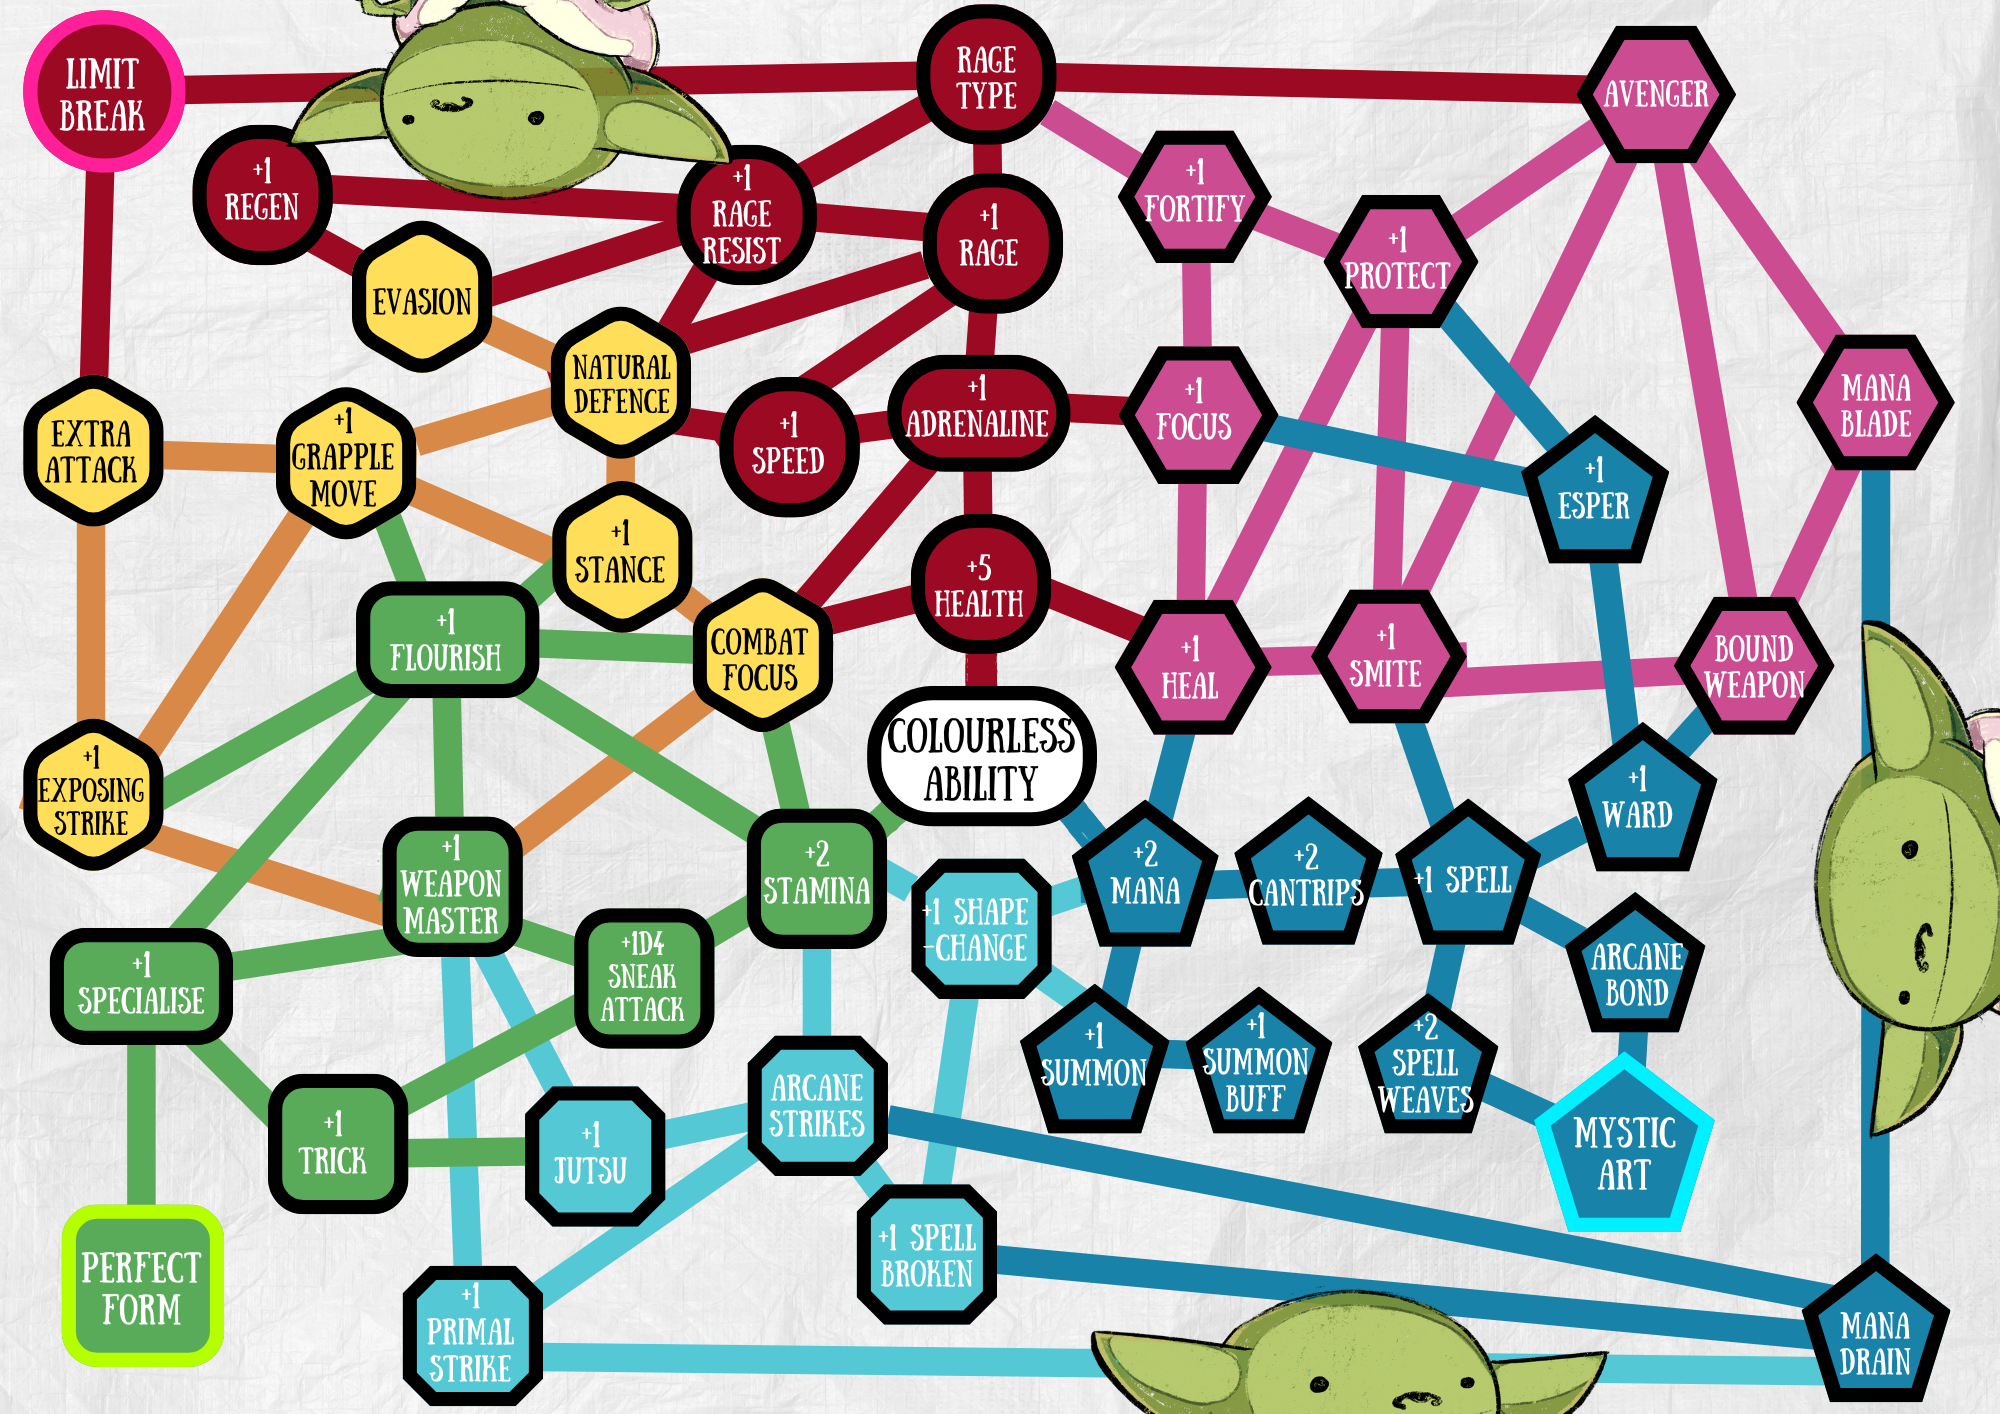 LIMIT
BREAK
RAGE
TYPE
AVENGER
+1
REGEN
+1
RAGE
RESIST
+1
RAGE
+1
FORTIFY
+1
PROTECT
EVASION
NATURAL
DEFENCE
+1
SPEED
+1
ADRENALINE
+1
FOCUS
MANA
BLADE
EXTRA
ATTACK
+1
GRAPPLE
MOVE
+1
ESPER
+1
STANCE
+5
HEALTH
+1
FLOURISH
COMBAT
FOCUS
+1
HEAL
+1
SMITE
BOUND
WEAPON
COLOURLESS
ABILITY
+1
EXPOSING
STRIKE
+1
WARD
+1
WEAPON
MASTER
+2
STAMINA
+1 SHAPE
-CHANGE
+2
MANA
+2
CANTRIPS
+1 SPELL
+1
SPECIALISE
+1D4
SNEAK
ATTACK
ARCANE
BOND
+1
SUMMON
+1
SUMMON
BUFF
+2
SPELL
WEAVES
ARCANE
STRIKES
+1
TRICK
+1
JUTSU
MYSTIC
ART
+1 SPELL
BROKEN
PERFECT
FORM
+1
PRIMAL
STRIKE
MANA
DRAIN